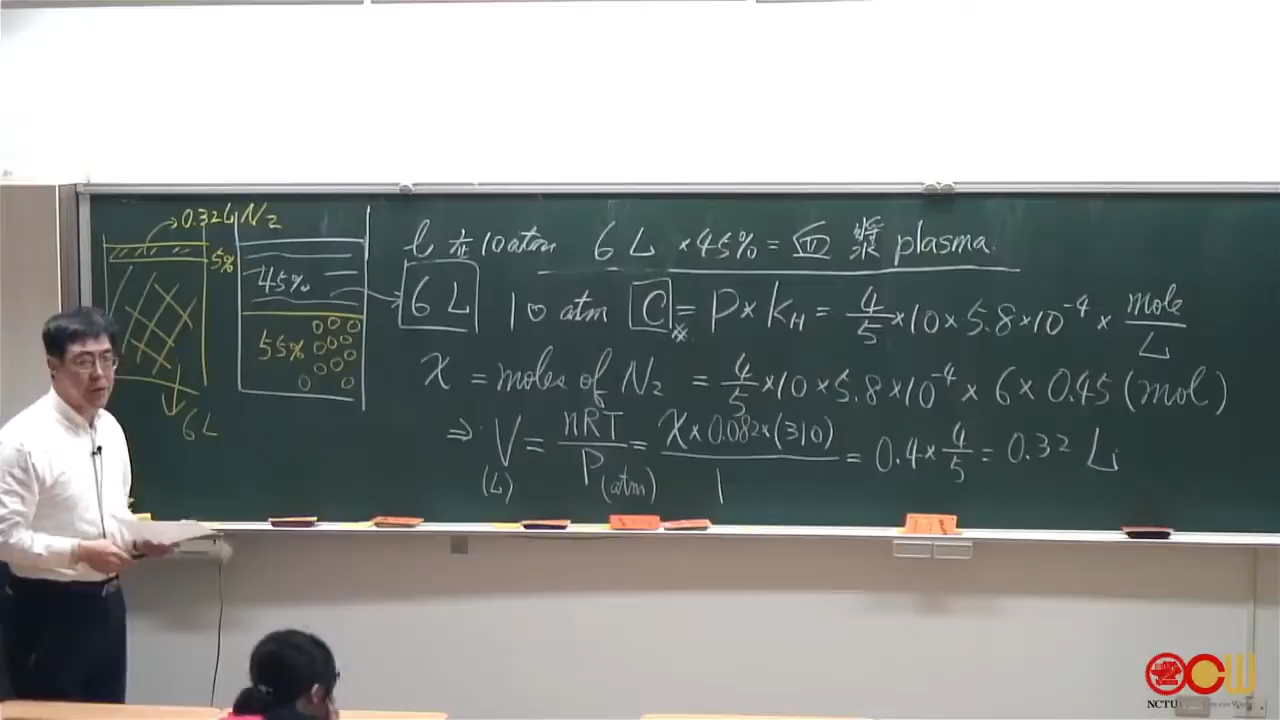 0.32L N2
5%
6L
45%
55%
在 10 atm 6L ×45% = 血漿 plasma.
6 L 10 atm C = P × KH = 4/5 ×10×5.8×10^-4 × mole/L
*
X = moles of N2 = 4/5 ×10×5.8×10^-4 × 6 × 0.45 (mol)
⇒ V = nRT/P = X×0.082×(310)/1 = 0.4× 4/5 = 0.32 L
(L) (atm)
OCW
NCTU